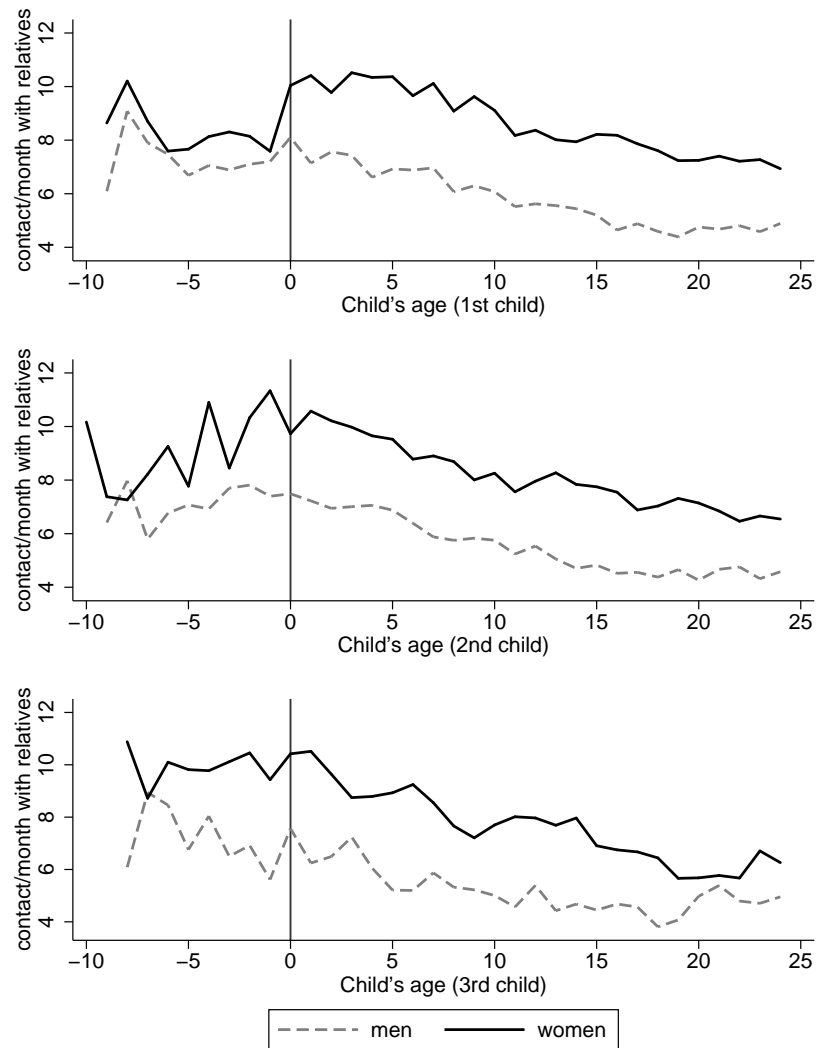 contact/month with relatives
12
10
8
6
4
−10 −5 0 5 10 15 20 25
Child's age (1st child)
contact/month with relatives
12
10
8
6
4
−10 −5 0 5 10 15 20 25
Child's age (2nd child)
contact/month with relatives
12
10
8
6
4
−10 −5 0 5 10 15 20 25
Child's age (3rd child)
men women